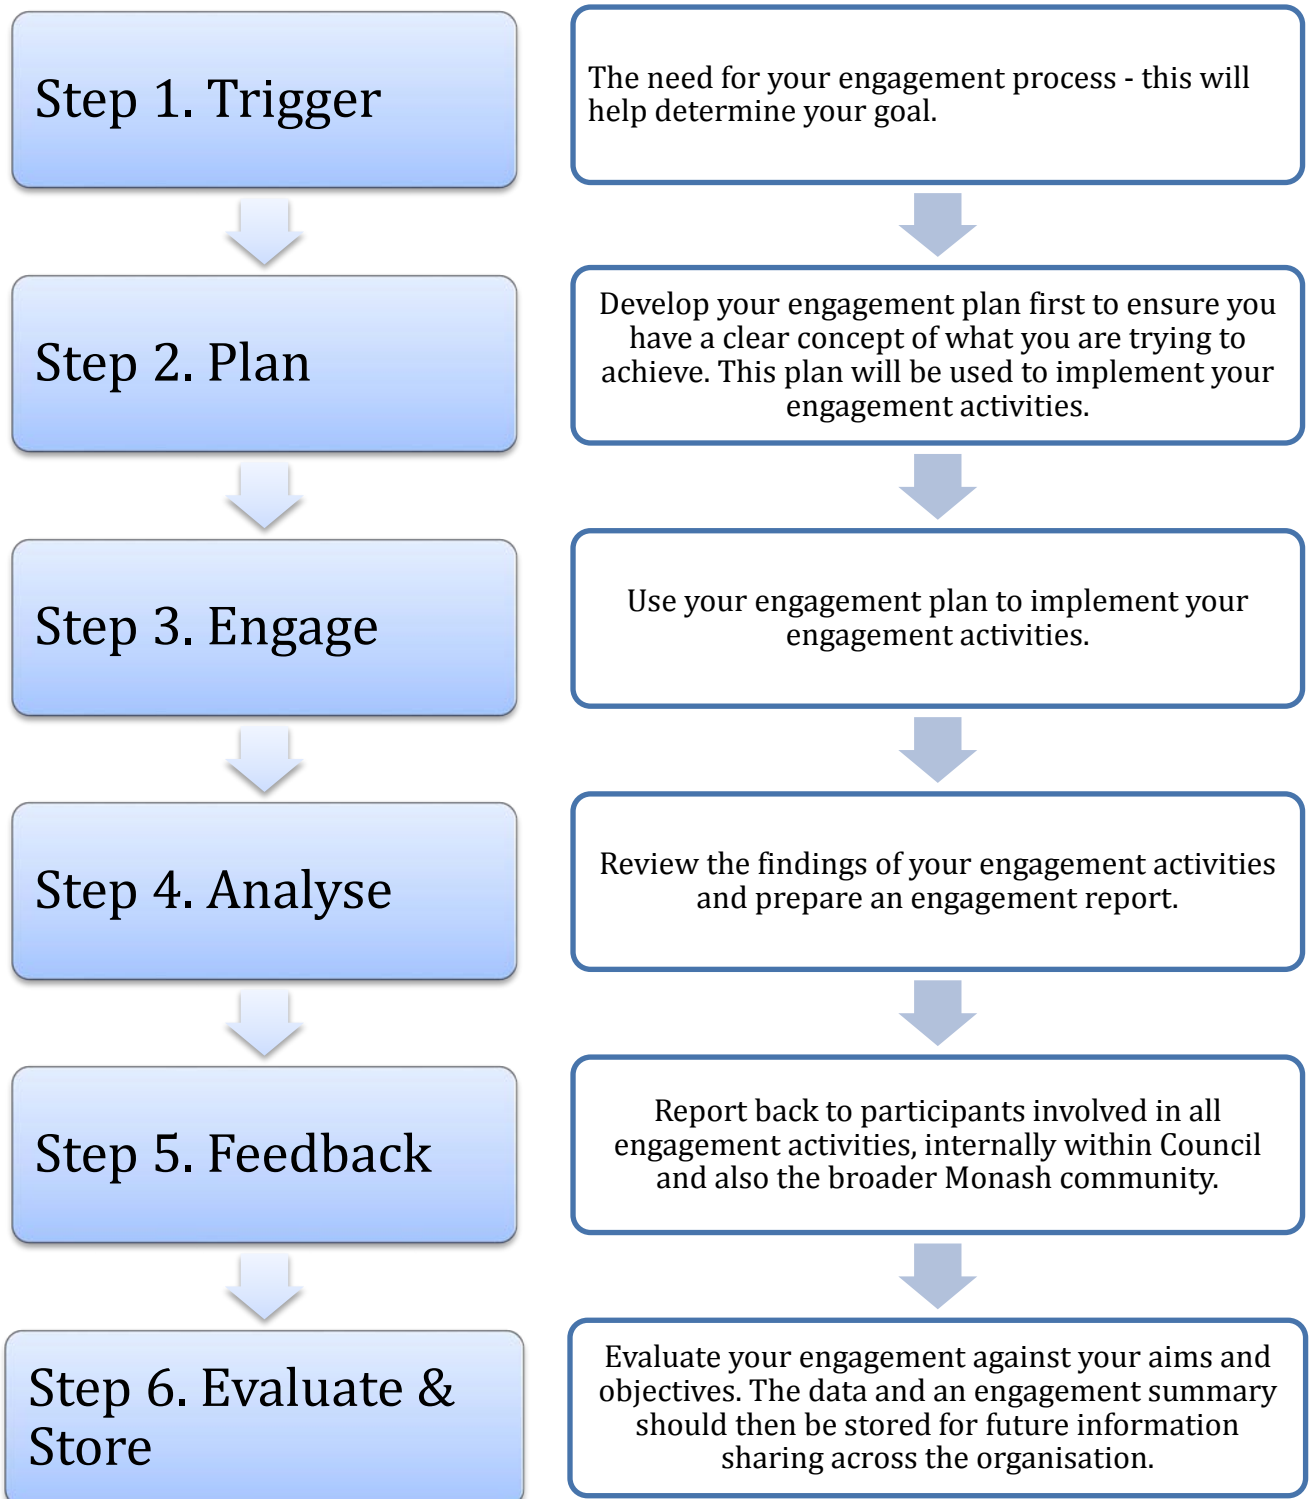 Step 1. Trigger
The need for your engagement process - this will
help determine your goal.
Step 2. Plan
Develop your engagement plan first to ensure you
have a clear concept of what you are trying to
achieve. This plan will be used to implement your
engagement activities.
Step 3. Engage
Use your engagement plan to implement your
engagement activities.
Step 4. Analyse
Review the findings of your engagement activities
and prepare an engagement report.
Step 5. Feedback
Report back to participants involved in all
engagement activities, internally within Council
and also the broader Monash community.
Step 6. Evaluate &
Store
Evaluate your engagement against your aims and
objectives. The data and an engagement summary
should then be stored for future information
sharing across the organisation.